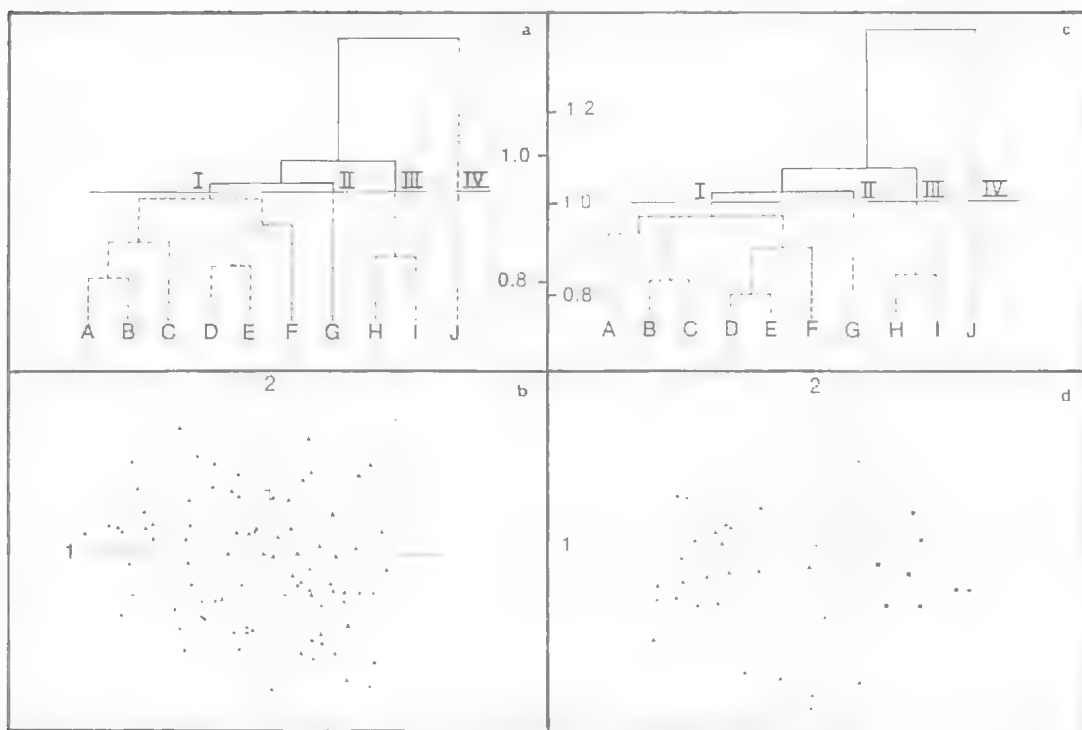 a
I II III IV
1.0
0.8
A B C D E F G H I J
c
1 2
I II III IV
1 0
0.8
A B C D E F G H I J
2
b
1
2
d
1